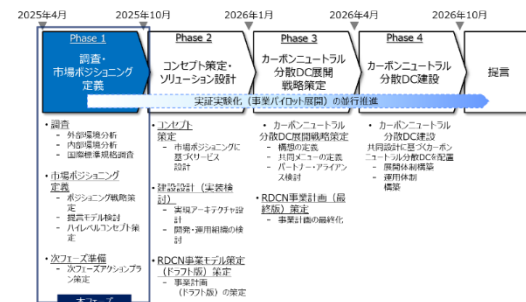 2025年4月
2025年10月
2026年1月
2026年4月
2026年10月
Phase 1
調査・
市場ポジショニング
定義
Phase 2
コンセプト策定・
ソリューション設計
Phase 3
カーボンニュートラル
分散DC展開
戦略策定
Phase 4
カーボンニュートラル
分散DC建設
提言
実証実験化（事業パイロット展開）の並行推進
・調査
－ 外部環境分析
－ 内部環境分析
－ 国際標準規格調査
・市場ポジショニング
定義
－ ポジショニング戦略策
定
－ 提言モデル検討
－ ハイレベルコンセプト策
定
・次フェーズ準備
－ 次フェーズアクションプラ
ン策定
本フェーズ
・コンセプト
策定
－ 市場ポジショニングに
基づくサービス
設計
・建設設計（実装検
討）
－ 実現アーキテクチャ設
計
－ 開発・運用組織の検
討
・RDCN事業モデル策定
（ドラフト版）策定
－ 事業計画
（ドラフト版）の策定
・カーボンニュートラル
分散DC展開戦略策定
－ 構想の定義
－ 共同メニューの定義
－ パートナー・アライアン
ス検討
・RDCN事業計画（最
終版）策定
－ 事業計画の最終化
・カーボンニュートラル
分散DC建設
共同設計に基づくカーボン
ニュートラル分散DCを配置
－ 展開体制構築
－ 運用体制
構築